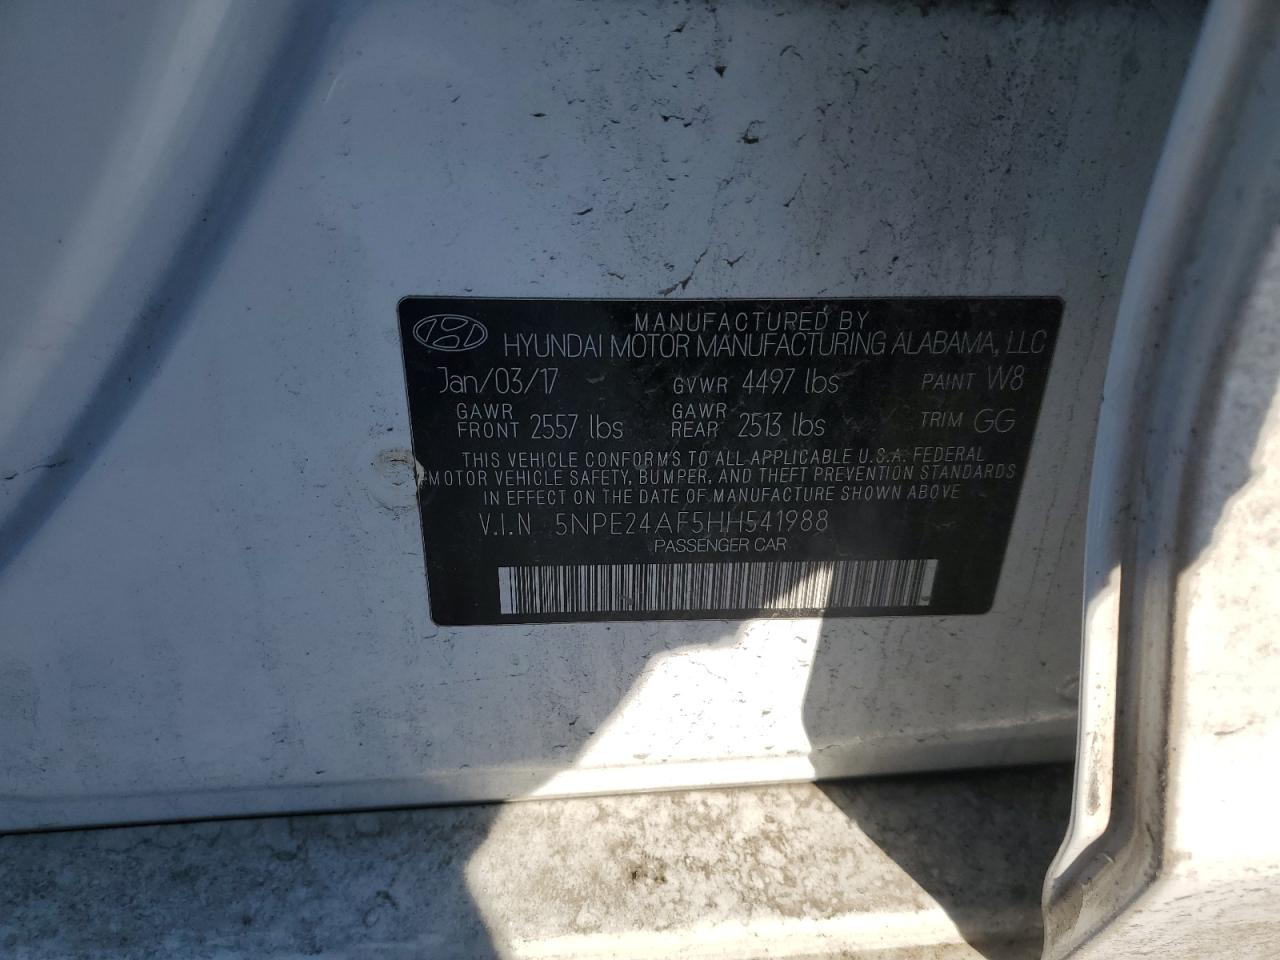 MANUFACTURED BY
HYUNDAI MOTOR MANUFACTURING ALABAMA, LLC
Jan/03/17 GVWR 4497 lbs PAINT W8
GAWR FRONT 2557 lbs GAWR REAR 2513 lbs TRIM GG
THIS VEHICLE CONFORMS TO ALL APPLICABLE U.S.A. FEDERAL
MOTOR VEHICLE SAFETY, BUMPER, AND THEFT PREVENTION STANDARDS
IN EFFECT ON THE DATE OF MANUFACTURE SHOWN ABOVE
V.I.N 5NPE24AF5HH541988
PASSENGER CAR